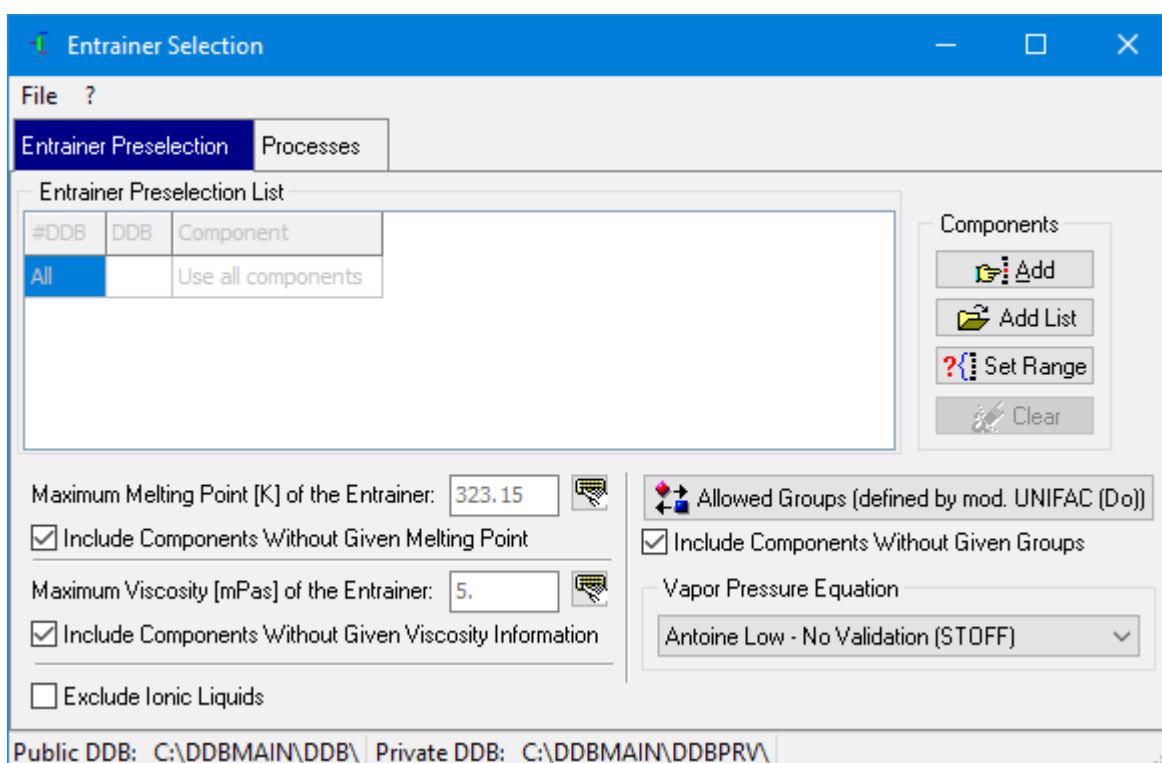 Entrainer Selection
File ?
Entrainer Preselection Processes
Entrainer Preselection List
#DDB DDB Component
All Use all components
Components
Add
Add List
?{ Set Range
Clear
Maximum Melting Point [K] of the Entrainer: 323.15
Include Components Without Given Melting Point
Maximum Viscosity [mPas] of the Entrainer: 5.
Include Components Without Given Viscosity Information
Exclude Ionic Liquids
Allowed Groups (defined by mod. UNIFAC (Do))
Include Components Without Given Groups
Vapor Pressure Equation
Antoine Low - No Validation (STOFF)
Public DDB: C:\DDBMAIN\DDB\ Private DDB: C:\DDBMAIN\DDBPRV\